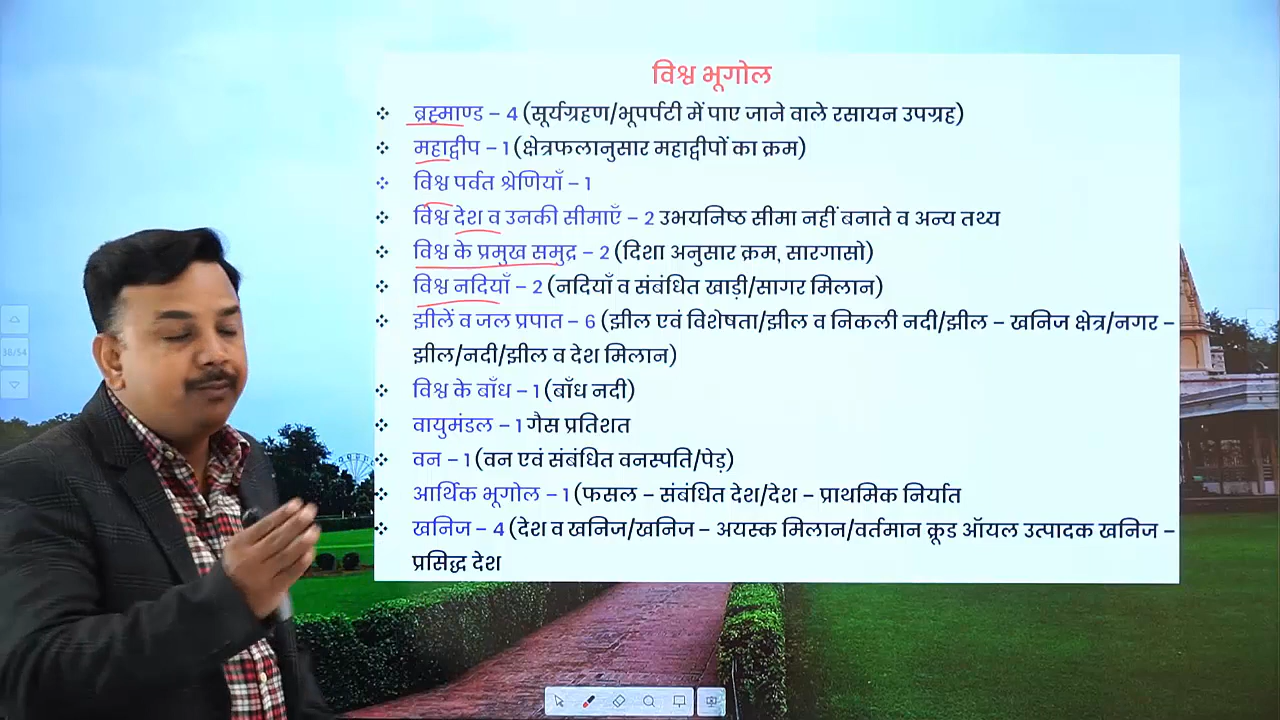 विश्व भूगोल
❖ ब्रह्माण्ड – 4 (सूर्यग्रहण/भूपर्पटी में पाए जाने वाले रसायन उपग्रह)
❖ महाद्वीप – 1 (क्षेत्रफलानुसार महाद्वीपों का क्रम)
❖ विश्व पर्वत श्रेणियाँ – 1
❖ विश्व देश व उनकी सीमाएँ – 2 उभयनिष्ठ सीमा नहीं बनाते व अन्य तथ्य
❖ विश्व के प्रमुख समुद्र – 2 (दिशा अनुसार क्रम, सारगासो)
❖ विश्व नदियाँ – 2 (नदियाँ व संबंधित खाड़ी/सागर मिलान)
❖ झीलें व जल प्रपात – 6 (झील एवं विशेषता/झील व निकली नदी/झील – खनिज क्षेत्र/नगर –
झील/नदी/झील व देश मिलान)
❖ विश्व के बाँध – 1 (बाँध नदी)
❖ वायुमंडल – 1 गैस प्रतिशत
❖ वन – 1 (वन एवं संबंधित वनस्पति/पेड़)
❖ आर्थिक भूगोल – 1 (फसल – संबंधित देश/देश – प्राथमिक निर्यात
❖ खनिज – 4 (देश व खनिज/खनिज – अयस्क मिलान/वर्तमान क्रूड ऑयल उत्पादक खनिज –
प्रसिद्ध देश
38/54